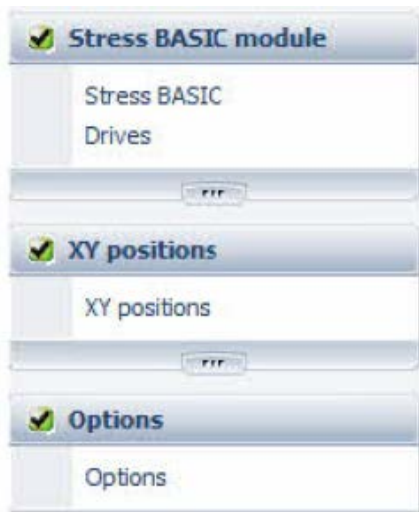 Stress BASIC module
Stress BASIC
Drives
XY positions
XY positions
Options
Options